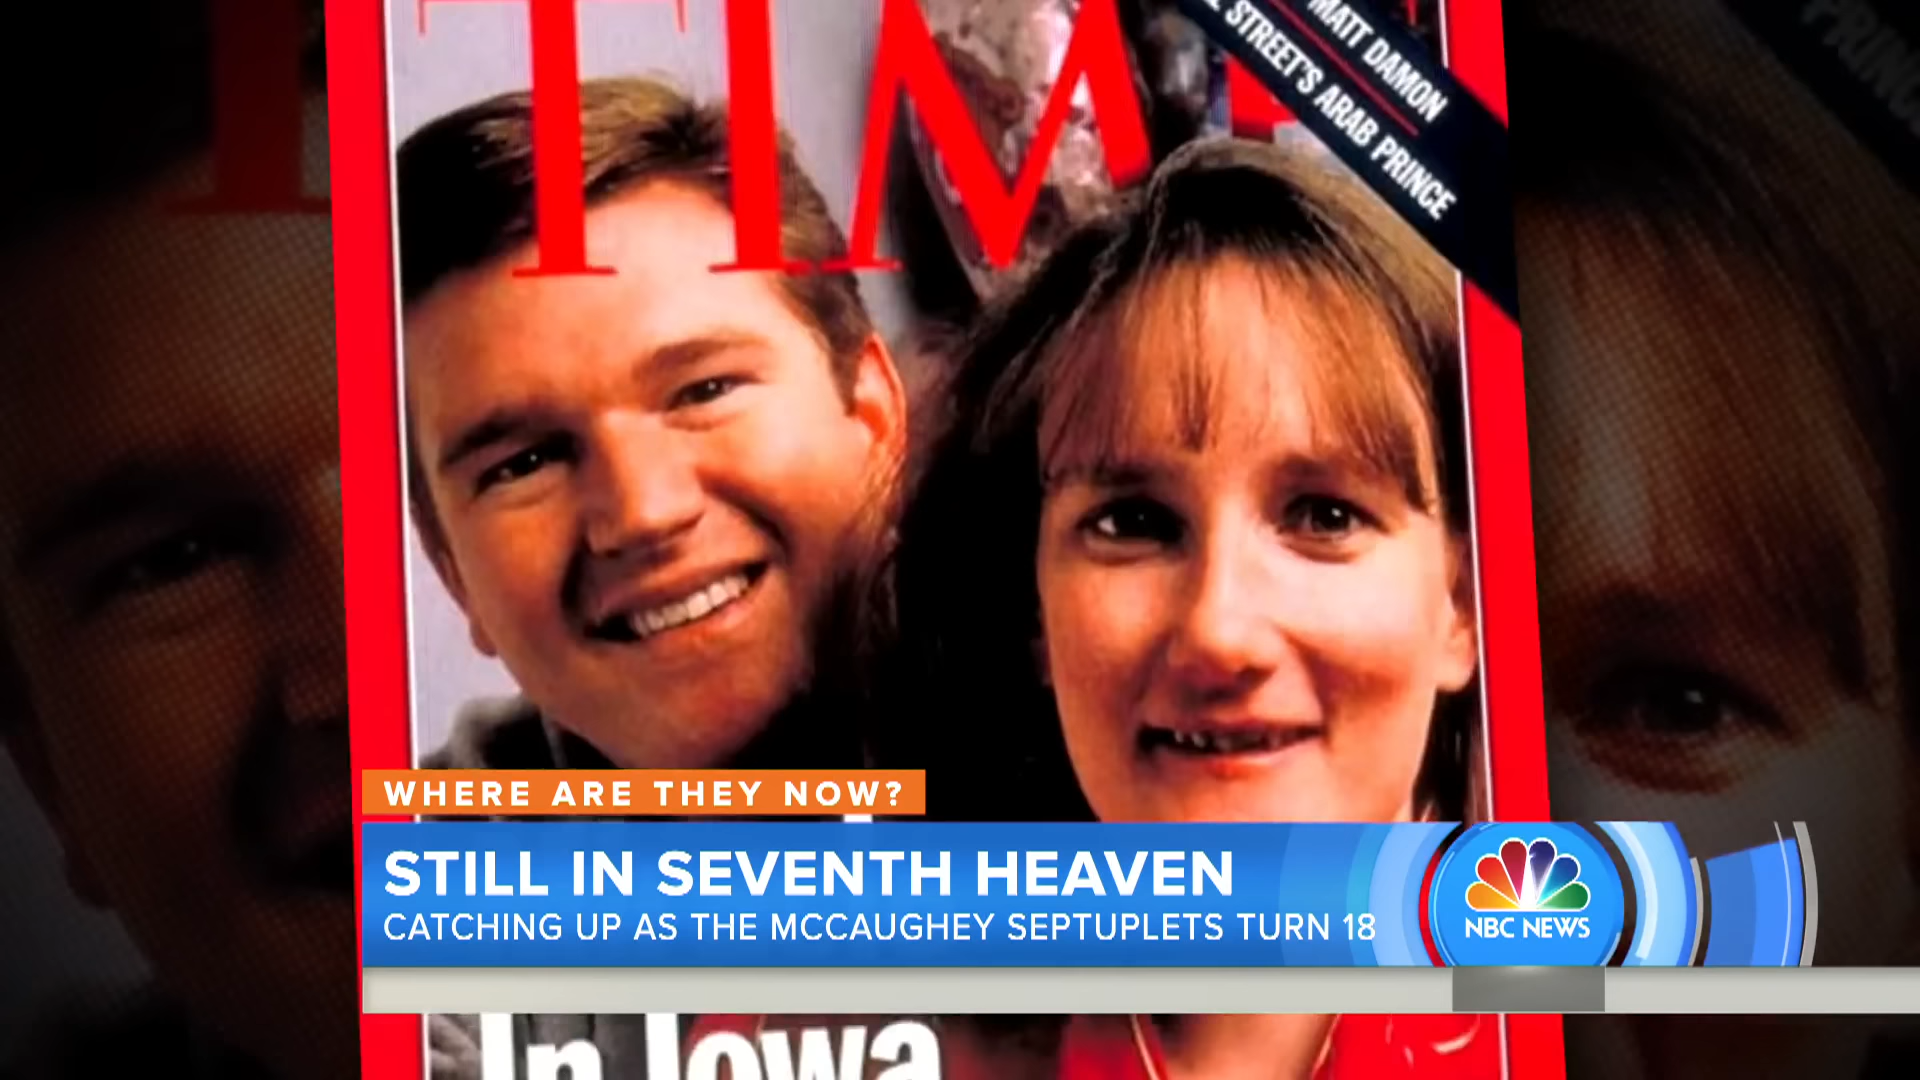 TIME
MATT DAMON
STREET'S ARAB PRINCE
WHERE ARE THEY NOW?
STILL IN SEVENTH HEAVEN
CATCHING UP AS THE MCCAUGHEY SEPTUPLETS TURN 18
NBC NEWS
In Iowa